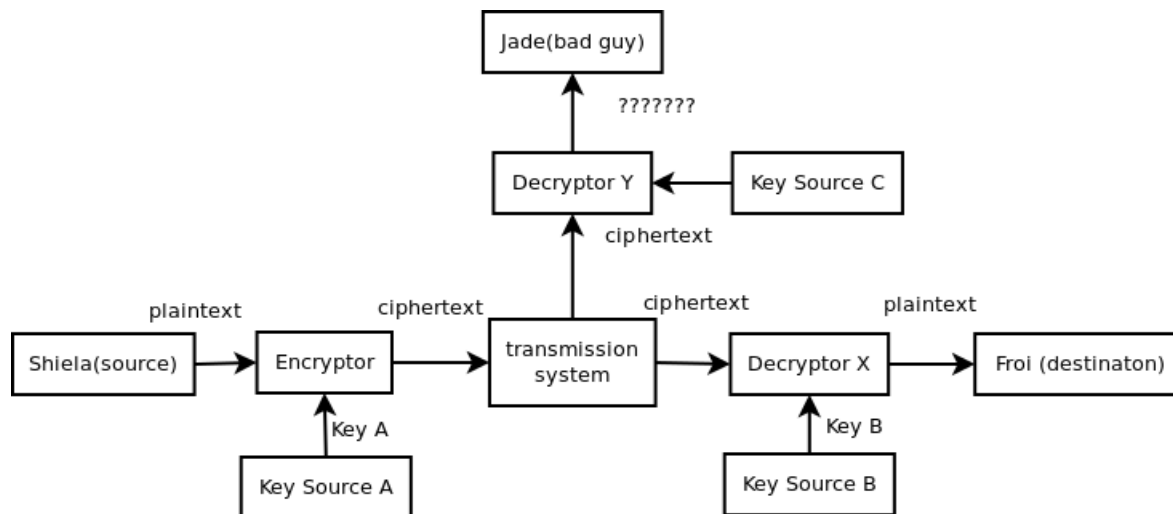 Jade(bad guy)
???????
Decryptor Y
Key Source C
ciphertext
plaintext
ciphertext
ciphertext
plaintext
Shiela(source)
Encryptor
transmission
system
Decryptor X
Froi (destinaton)
Key A
Key B
Key Source A
Key Source B